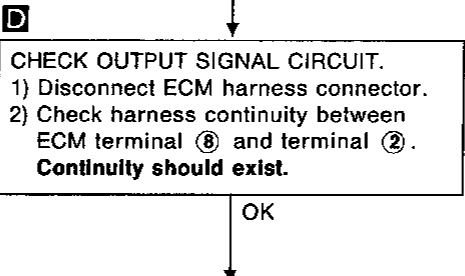 D
CHECK OUTPUT SIGNAL CIRCUIT.
1) Disconnect ECM harness connector.
2) Check harness continuity between
ECM terminal ⑧ and terminal ②.
Continuity should exist.
OK